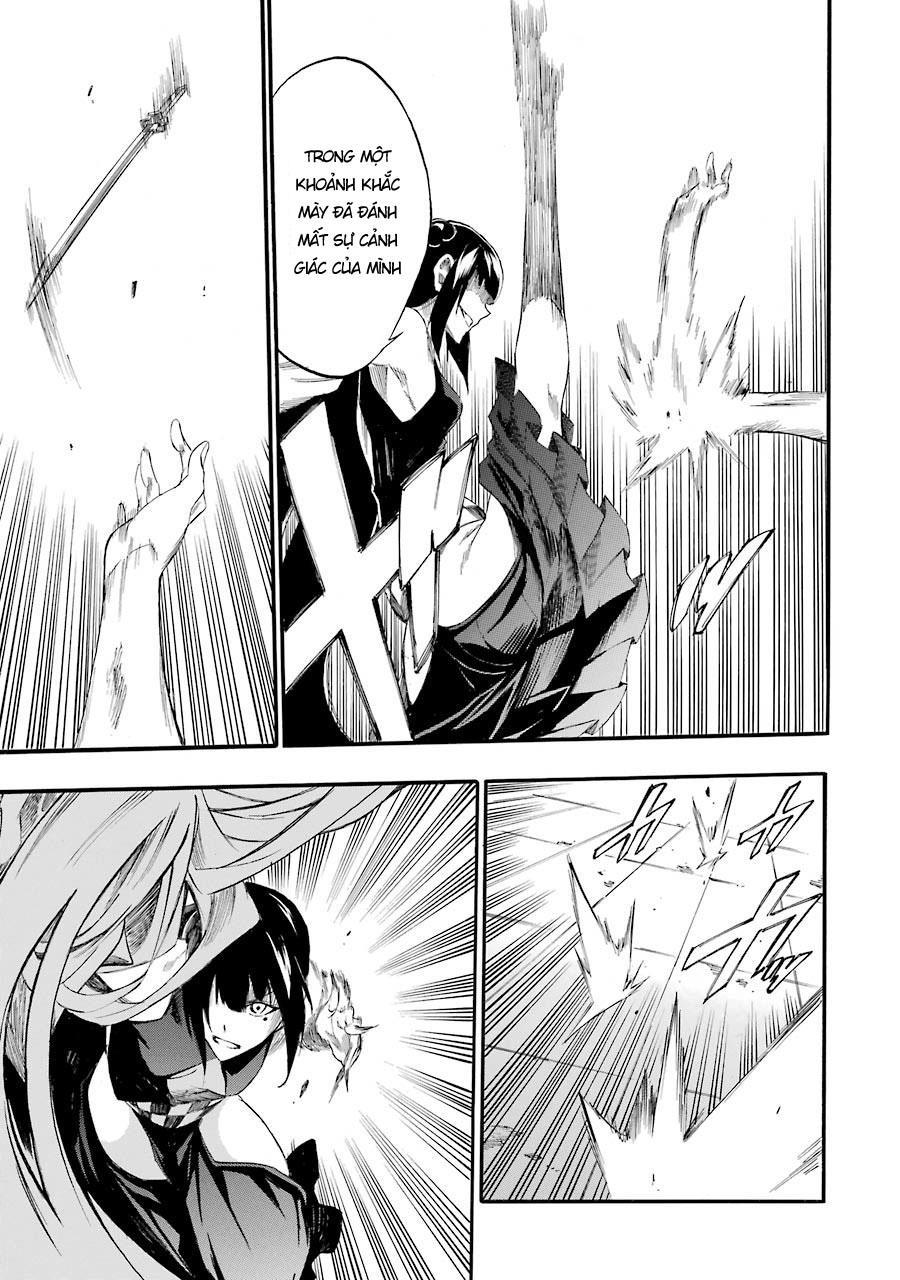 TRONG MỘT
KHOẢNH KHẮC
MÀY ĐÃ ĐÁNH
MẤT SỰ CẢNH
GIÁC CỦA MÌNH